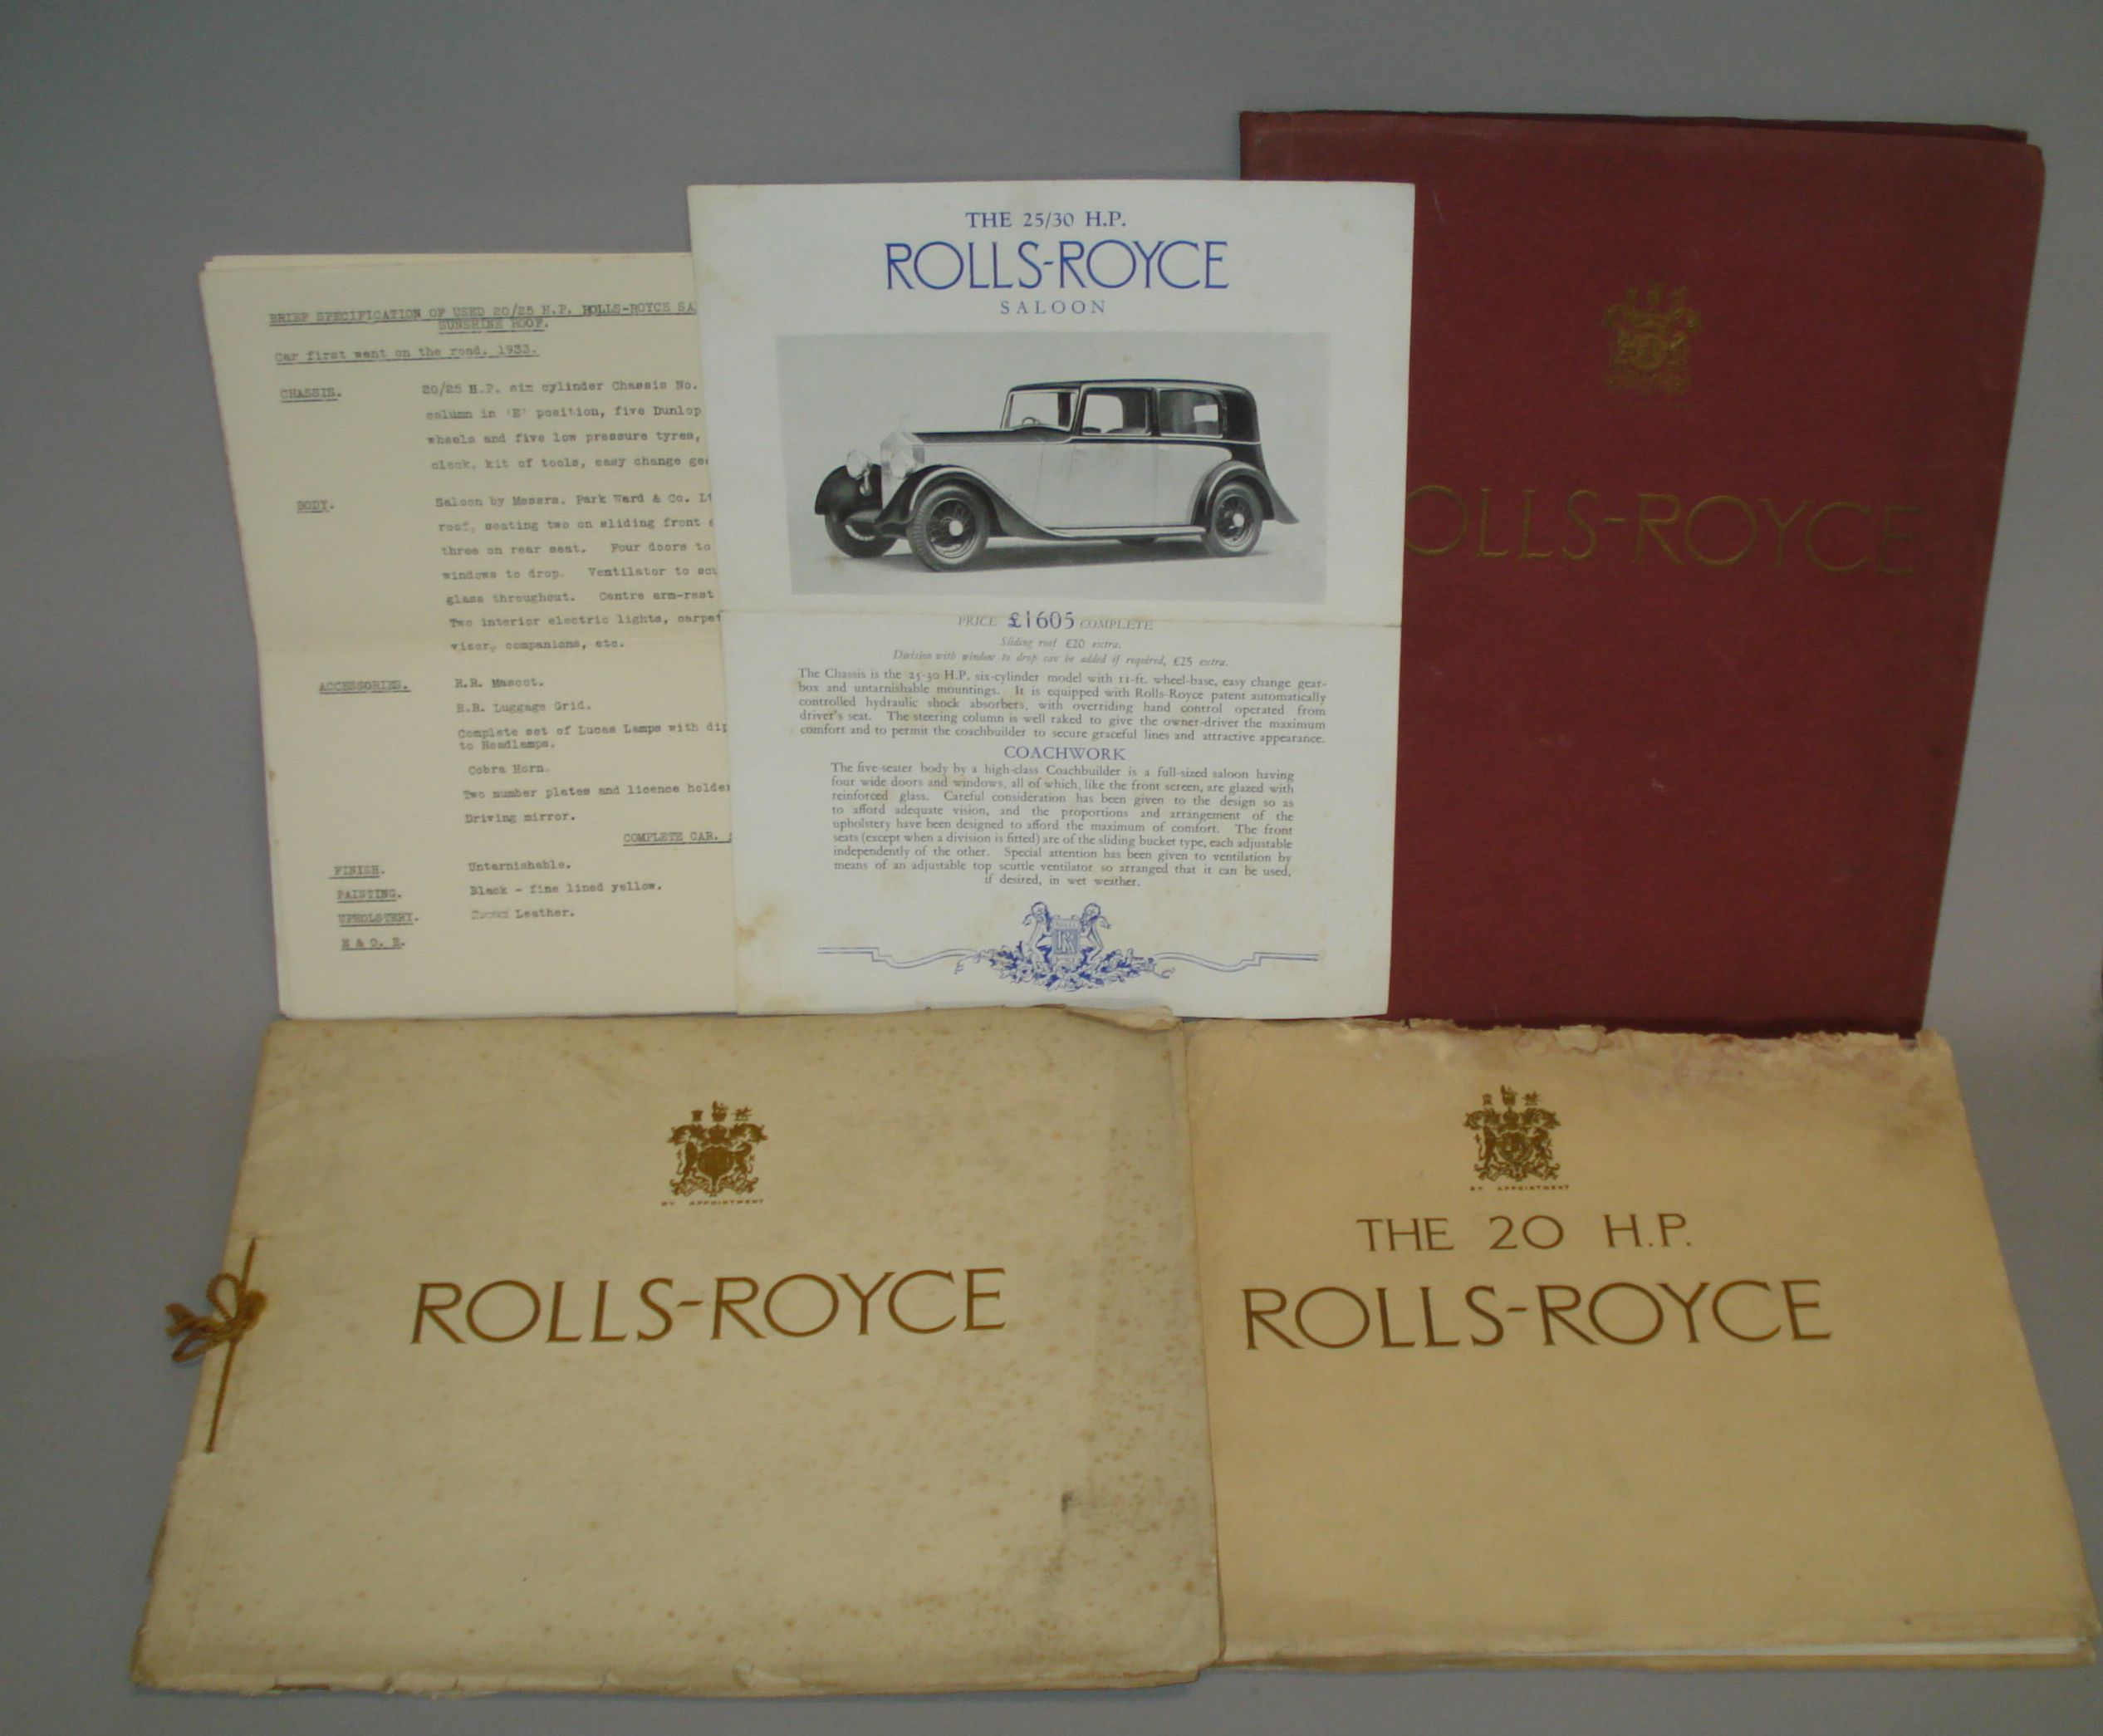 BRIEF SPECIFICATION OF USED 20/25 H.P. ROLLS-ROYCE
SUNSHINE ROOF.
Car first went on the road. 1933.
CHASSIS. 20/25 H.P. six cylinder Chassis No.
column in 'E' position, five Dunlop
wheels and five low pressure tyres,
clock, kit of tools, easy change
BODY. Saloon by Messrs. Park Ward & Co.
roof, seating two on sliding front
three on rear seat. Four doors to
windows to drop. Ventilator to
glass throughout. Centre arm-rest
Two interior electric lights,
visor, companions, etc.
ACCESSORIES. R.R. Mascot.
R.R. Luggage Grid.
Complete set of Lucas Lamps with
to Headlamps.
Cobra Horn.
Two number plates and licence
Driving mirror.
COMPLETE CAR.
FINISH. Untarnishable.
PAINTING. Black - fine lined yellow.
UPHOLSTERY. Leather.
E & O. E.
THE 25/30 H.P.
ROLLS-ROYCE
SALOON
PRICE £1605 COMPLETE
Sliding roof £20 extra.
Division with window to drop can be added if required, £25 extra.
The Chassis is the 25-30 H.P. six-cylinder model with 11-ft. wheel-base, easy change gear-
box and untarnishable mountings. It is equipped with Rolls-Royce patent automatically
controlled hydraulic shock absorbers, with overriding hand control operated from
driver's seat. The steering column is well raked to give the owner-driver the maximum
comfort and to permit the coachbuilder to secure graceful lines and attractive appearance.
COACHWORK
The five-seater body by a high-class Coachbuilder is a full-sized saloon having
four wide doors and windows, all of which, like the front screen, are glazed with
reinforced glass. Careful consideration has been given to the design so as
to afford adequate vision, and the proportions and arrangement of the
upholstery have been designed to afford the maximum of comfort. The front
seats (except when a division is fitted) are of the sliding bucket type, each adjustable
independently of the other. Special attention has been given to ventilation by
means of an adjustable top scuttle ventilator so arranged that it can be used,
if desired, in wet weather.
OLLS-ROYCE
BY APPOINTMENT
ROLLS-ROYCE
BY APPOINTMENT
THE 20 H.P.
ROLLS-ROYCE